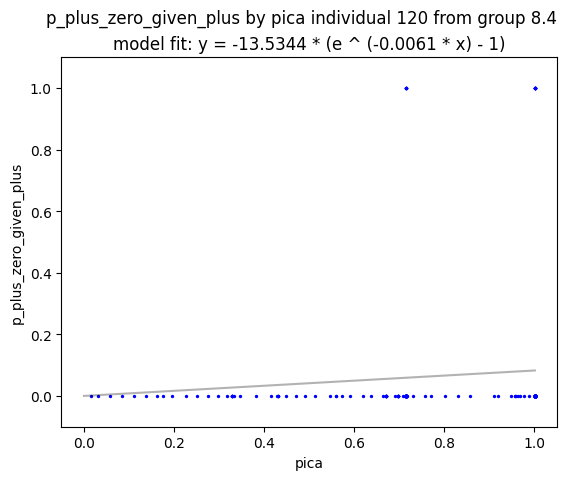 p_plus_zero_given_plus by pica individual 120 from group 8.4
model fit: y = -13.5344 * (e ^ (-0.0061 * x) - 1)
1.0
0.8
0.6
0.4
0.2
0.0
p_plus_zero_given_plus
0.0 0.2 0.4 0.6 0.8 1.0
pica